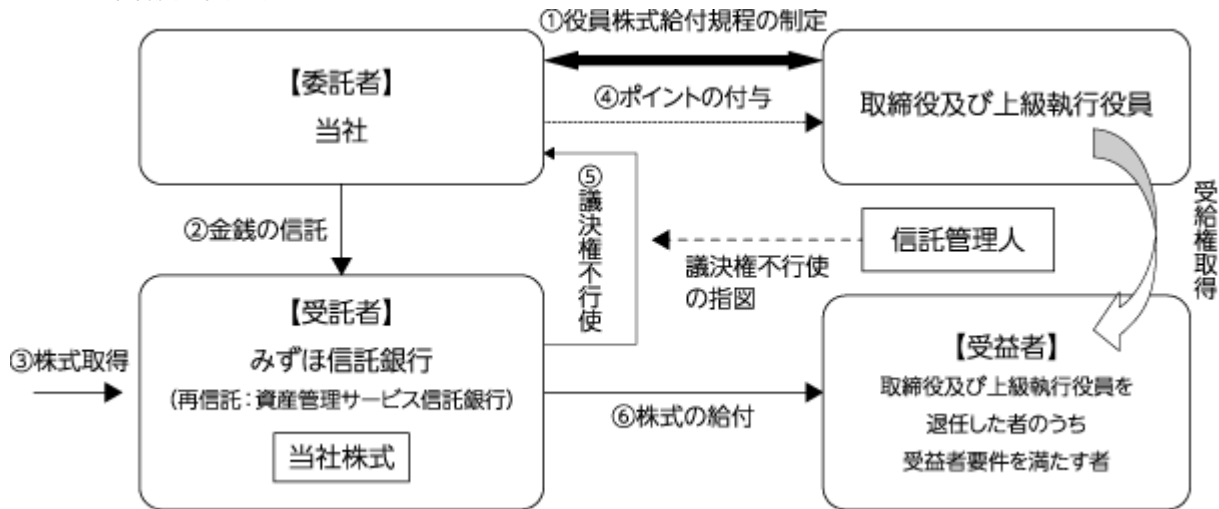 ①役員株式給付規程の制定
【委託者】
当社
④ポイントの付与
取締役及び上級執行役員
②金銭の信託
⑤議決権不行使
議決権不行使
の指図
信託管理人
受給権取得
③株式取得
【受託者】
みずほ信託銀行
(再信託:資産管理サービス信託銀行)
当社株式
⑥株式の給付
【受益者】
取締役及び上級執行役員を
退任した者のうち
受益者要件を満たす者